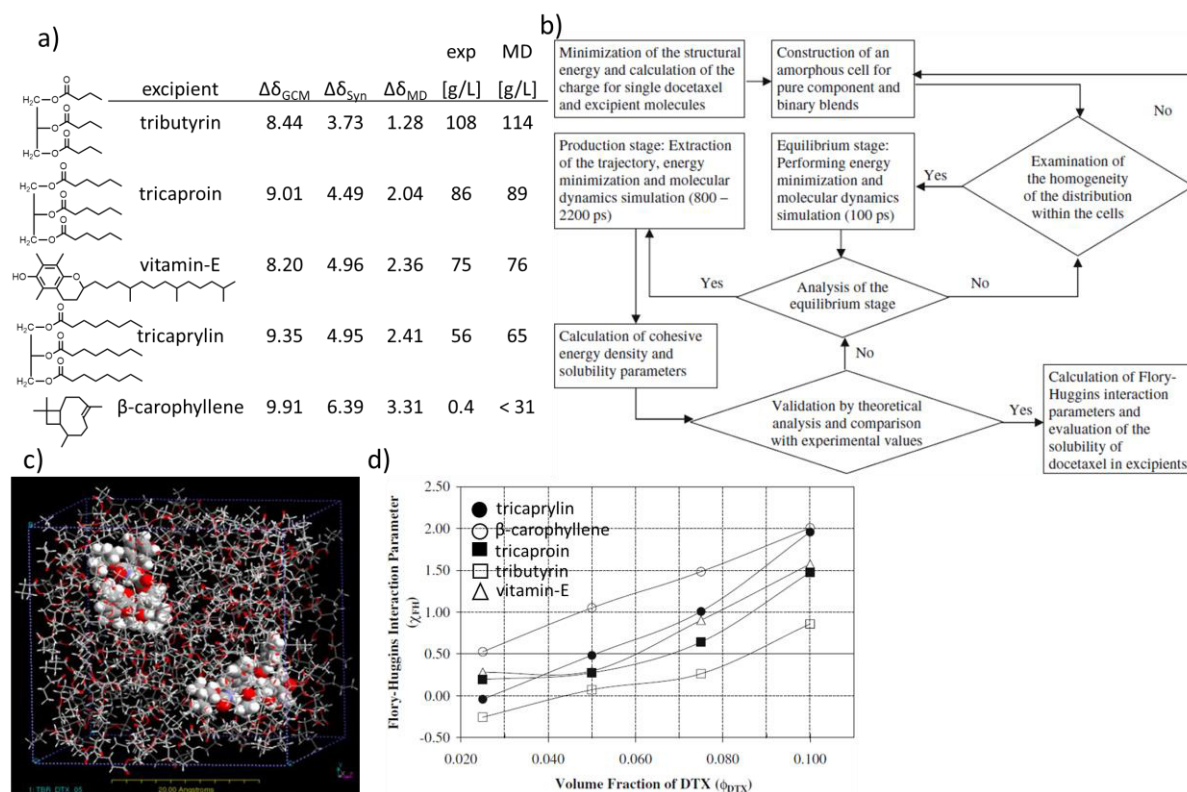 a)
exp MD
excipient Δδ_GCM Δδ_Syn Δδ_MD [g/L] [g/L]
tributyrin 8.44 3.73 1.28 108 114
tricaproin 9.01 4.49 2.04 86 89
vitamin-E 8.20 4.96 2.36 75 76
tricaprylin 9.35 4.95 2.41 56 65
β-carophyllene 9.91 6.39 3.31 0.4 < 31
H₂C O O
O
O
H₂C O O
H₂C O O
O
O
H₂C O O
HO
O
H₂C O O
O
O
H₂C O O
b)
Minimization of the structural
energy and calculation of the
charge for single docetaxel
and excipient molecules
Construction of an
amorphous cell for
pure component and
binary blends
No
Examination of
the homogeneity
of the distribution
within the cells
Yes
Equilibrium stage:
Performing energy
minimization and
molecular dynamics
simulation (100 ps)
Production stage: Extraction
of the trajectory, energy
minimization and molecular
dynamics simulation (800 –
2200 ps)
Yes
Analysis of the
equilibrium stage
No
Calculation of cohesive
energy density and
solubility parameters
No
Validation by theoretical
analysis and comparison
with experimental values
Yes
Calculation of Flory-
Huggins interaction
parameters and
evaluation of the
solubility of
docetaxel in excipients
c)
1: TBR_DTX_05
20.00 Angstroms
d)
Flory-Huggins Interaction Parameter
(χFH)
2.50
2.00
1.50
1.00
0.50
0.00
-0.50
tricaprylin
β-carophyllene
tricaproin
tributyrin
vitamin-E
0.020 0.040 0.060 0.080 0.100
Volume Fraction of DTX (ϕDTX)